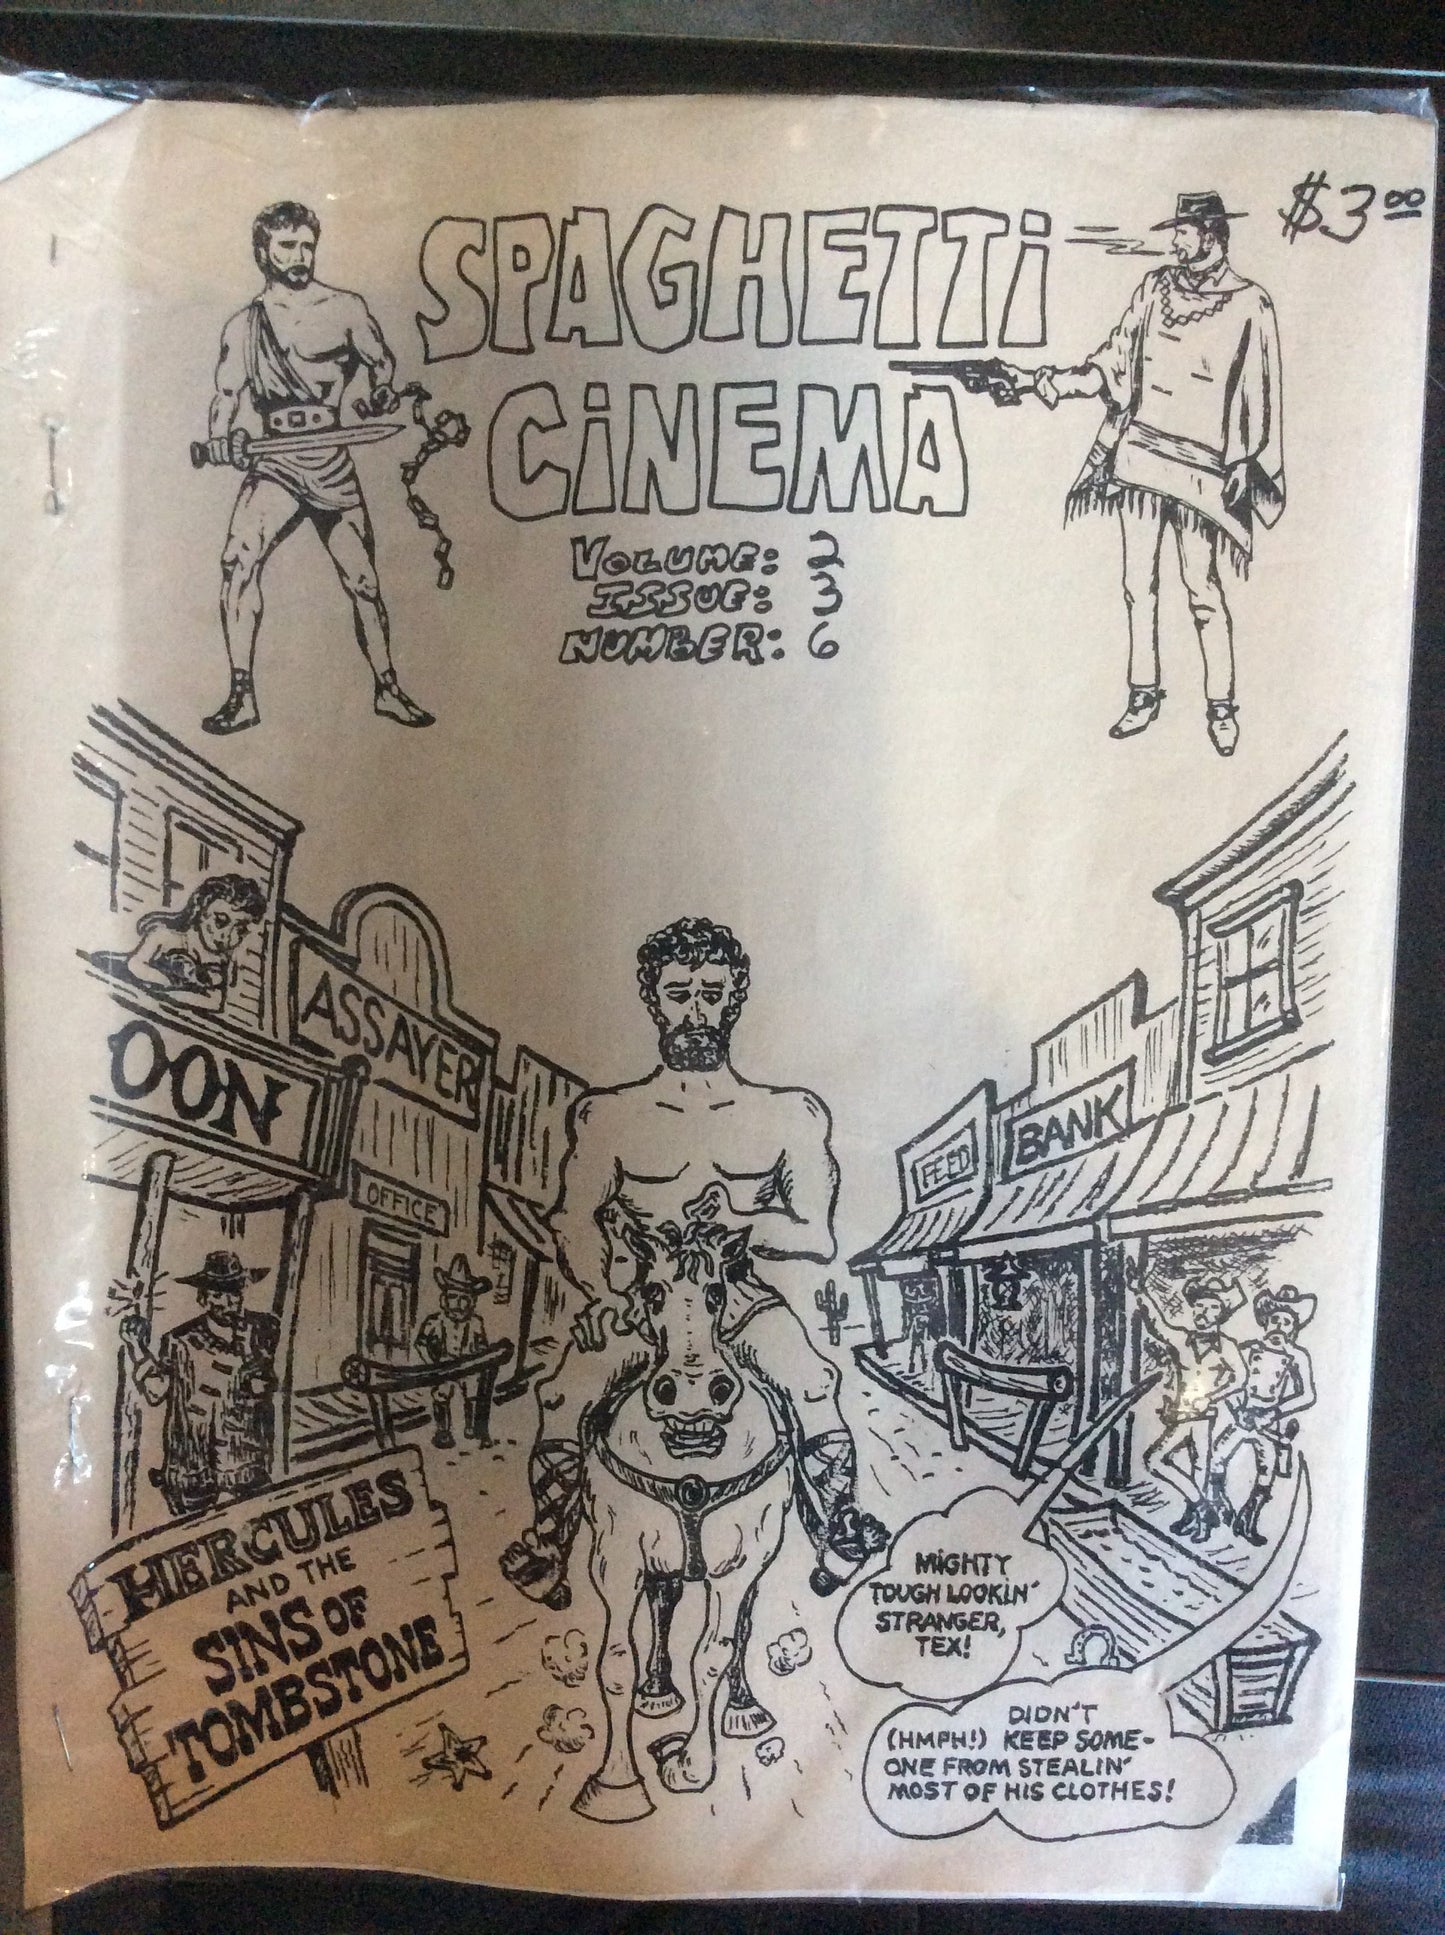 $3.00
SPAGHETTi
CiNEMA
VOLUME: 2
ISSUE: 3
NUMBER: 6
ASSAYER
OON
OFFICE
FEED
BANK
HERCULES
AND THE
SINS OF
TOMBSTONE
MiGHTY
TOUGH LOOKIN'
STRANGER,
TEX!
DIDN'T
(HMPH!) KEEP SOME-
ONE FROM STEALIN'
MOST OF HIS CLOTHES!